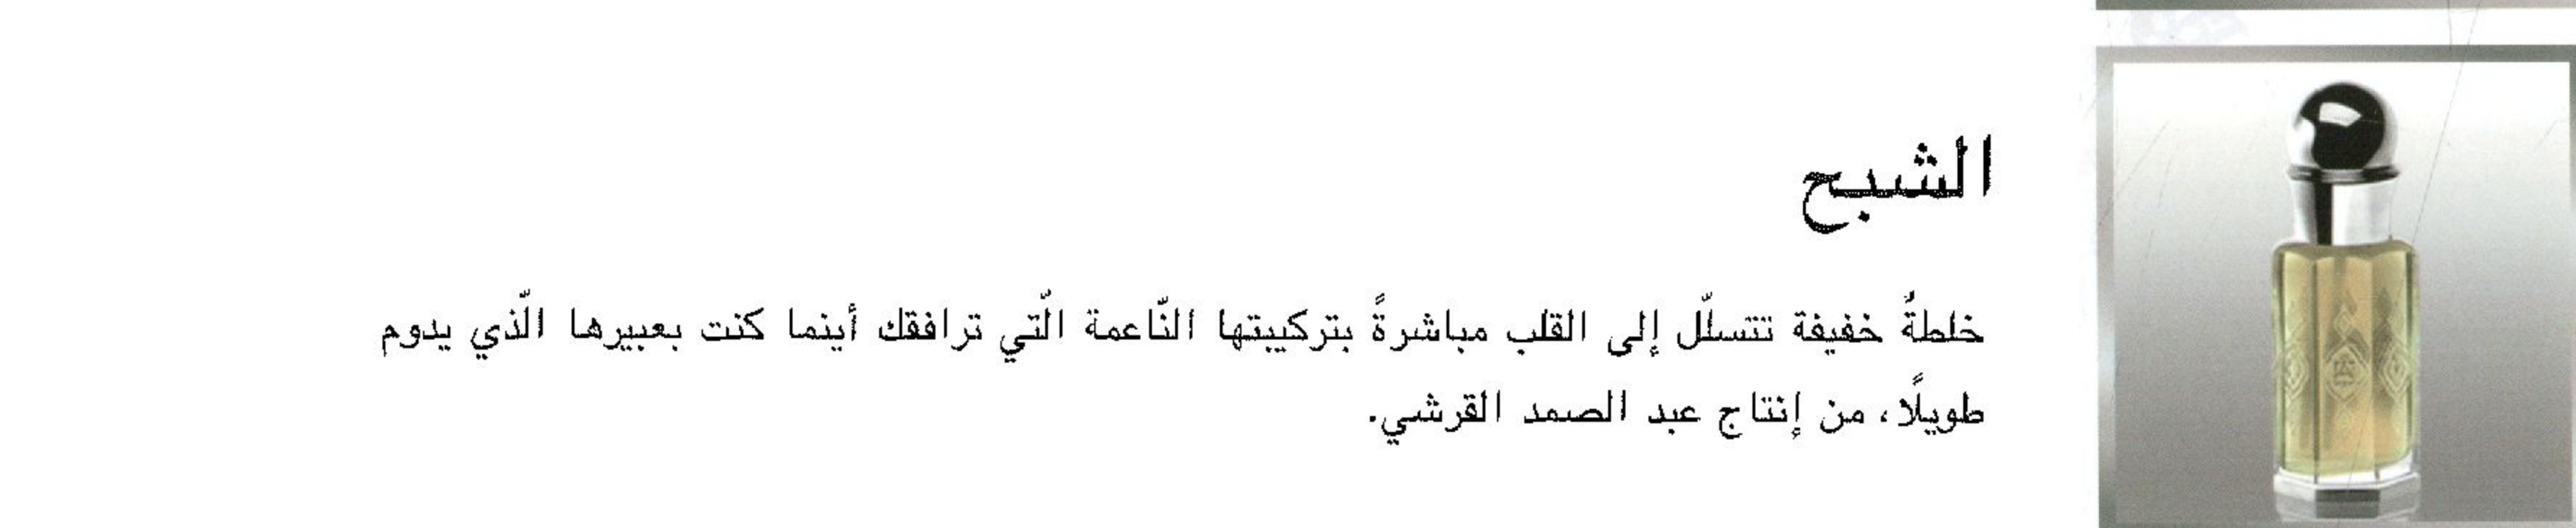 الشبح
خلطةٌ خفيفة تتسلّل إلى القلب مباشرةً بتركيبتها النّاعمة الّتي ترافقك أينما كنت بعبيرها الّذي يدوم
طويلًا، من إنتاج عبد الصمد القرشي.